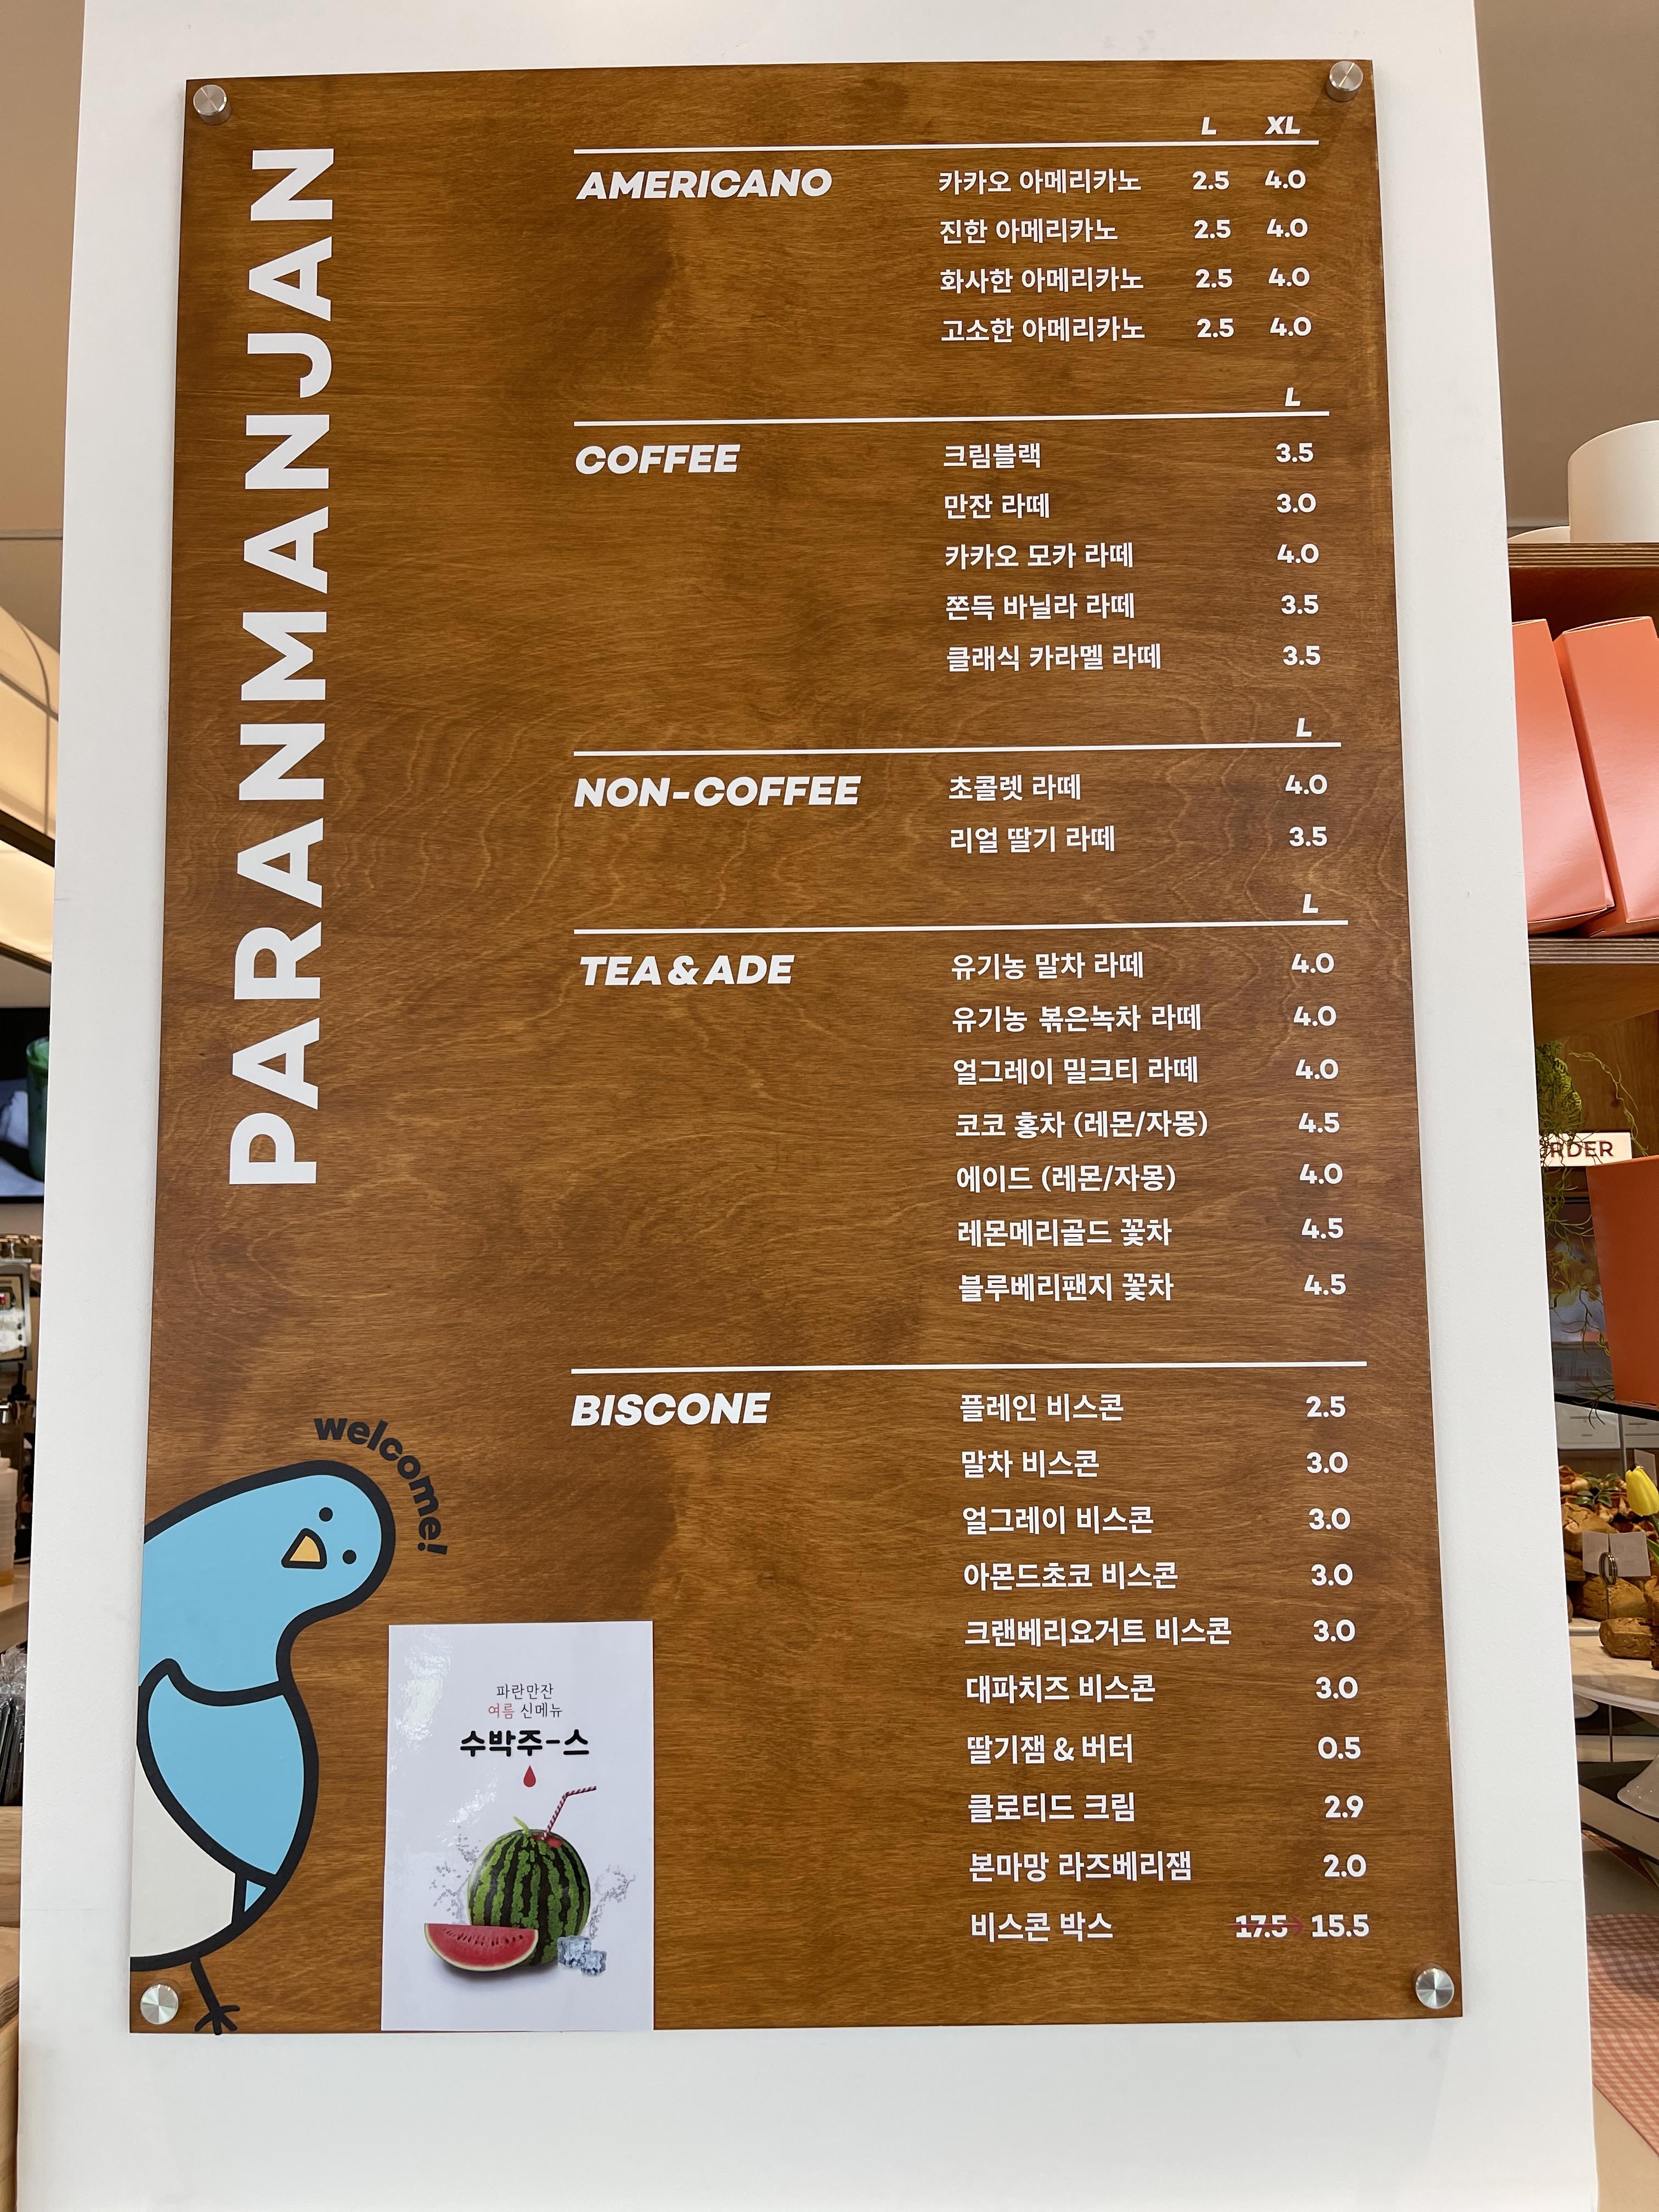 PARANMANJAN
L XL
AMERICANO
카카오 아메리카노 2.5 4.0
진한 아메리카노 2.5 4.0
화사한 아메리카노 2.5 4.0
고소한 아메리카노 2.5 4.0
L
COFFEE
크림블랙 3.5
만잔 라떼 3.0
카카오 모카 라떼 4.0
쫀득 바닐라 라떼 3.5
클래식 카라멜 라떼 3.5
L
NON-COFFEE
초콜렛 라떼 4.0
리얼 딸기 라떼 3.5
L
TEA & ADE
유기농 말차 라떼 4.0
유기농 볶은녹차 라떼 4.0
얼그레이 밀크티 라떼 4.0
코코 홍차 (레몬/자몽) 4.5
에이드 (레몬/자몽) 4.0
레몬메리골드 꽃차 4.5
블루베리팬지 꽃차 4.5
BISCONE
플레인 비스콘 2.5
말차 비스콘 3.0
얼그레이 비스콘 3.0
아몬드초코 비스콘 3.0
크랜베리요거트 비스콘 3.0
대파치즈 비스콘 3.0
딸기잼 & 버터 0.5
클로티드 크림 2.9
본마망 라즈베리잼 2.0
비스콘 박스 17.5 → 15.5
welcome!
파란만잔
여름 신메뉴
수박주-스